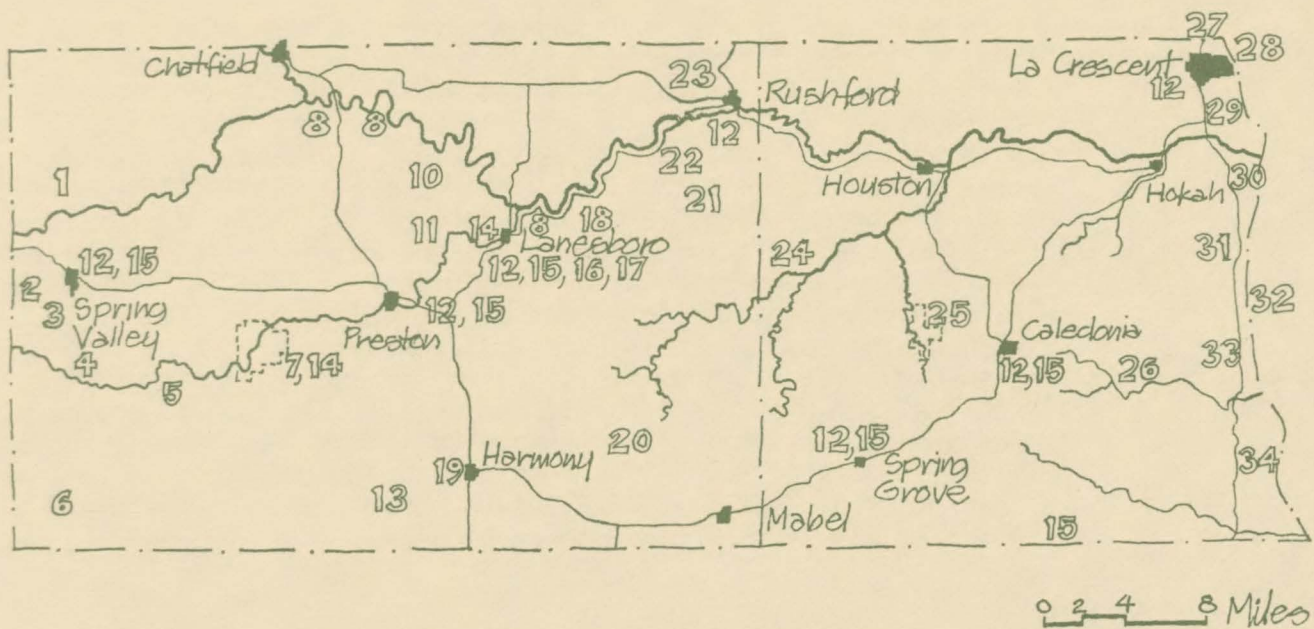 27
Chatfield
La Crescent
28
23
12
Rushford
8 8
12
29
22
1
10
Houston
Hokah
30
21
11
14
8
18
Lanesboro
12, 15, 16, 17
24
31
12, 15
2
3
Spring
Valley
12, 15
Preston
25
32
Caledonia
4
7, 14
33
5
12, 15
26
20
12, 15
19
Harmony
Spring
Grove
34
6
13
Mabel
15
0 2 4 8 Miles